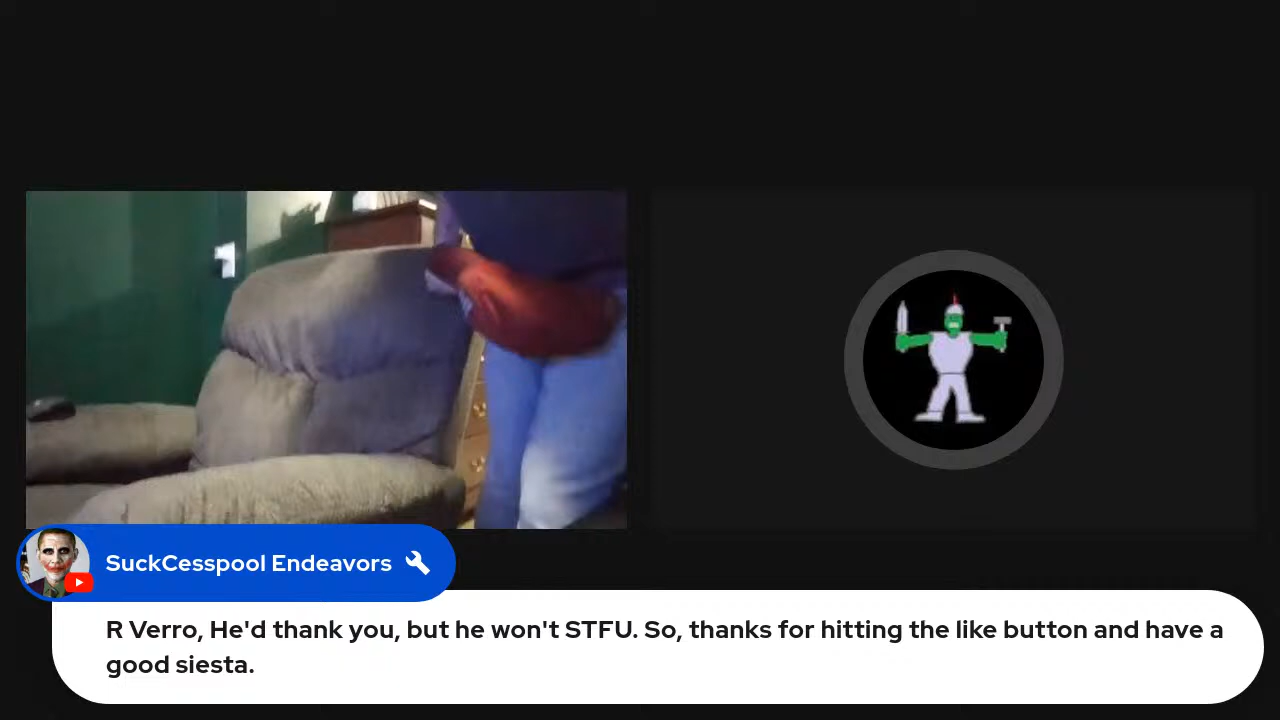 SuckCesspool Endeavors
R Verro, He'd thank you, but he won't STFU. So, thanks for hitting the like button and have a
good siesta.